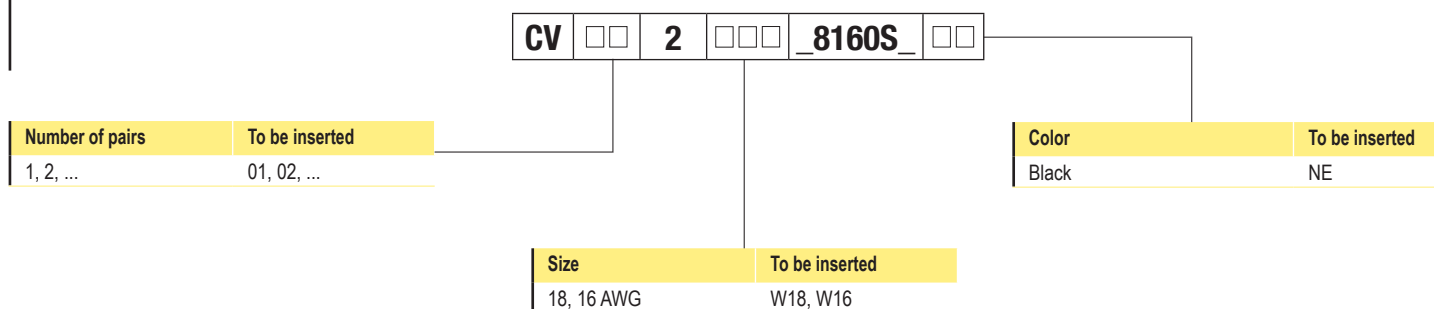 CV □□ 2 □□□ _8160S_ □□
Number of pairs To be inserted
1, 2, ... 01, 02, ...
Color To be inserted
Black NE
Size To be inserted
18, 16 AWG W18, W16